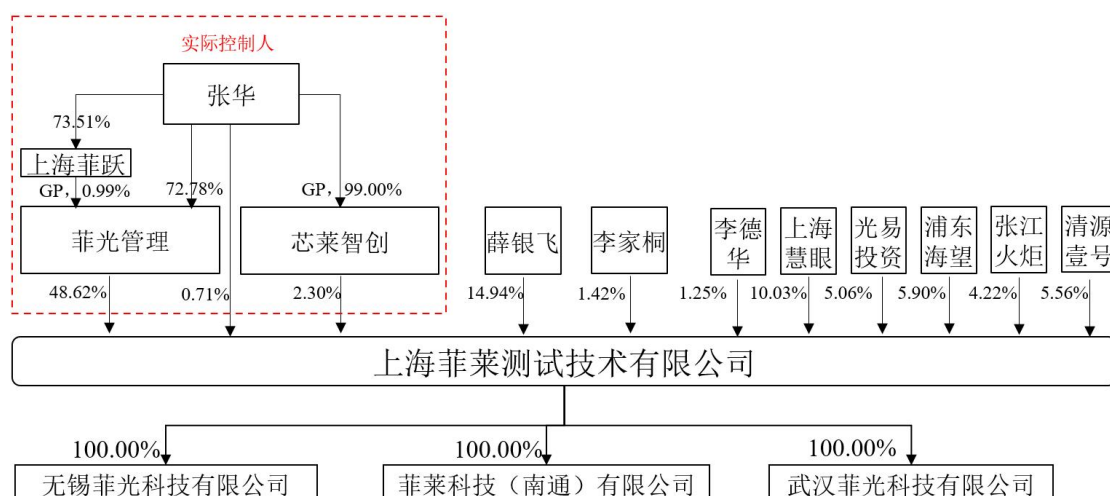 实际控制人
张华
73.51%
上海菲跃
GP，0.99%
72.78%
GP，99.00%
菲光管理
芯莱智创
薛银飞
李家桐
李德
华
上海
慧眼
光易
投资
浦东
海望
张江
火炬
清源
壹号
48.62%
0.71%
2.30%
14.94%
1.42%
1.25%
10.03%
5.06%
5.90%
4.22%
5.56%
上海菲莱测试技术有限公司
100.00%
100.00%
100.00%
无锡菲光科技有限公司
菲莱科技（南通）有限公司
武汉菲光科技有限公司